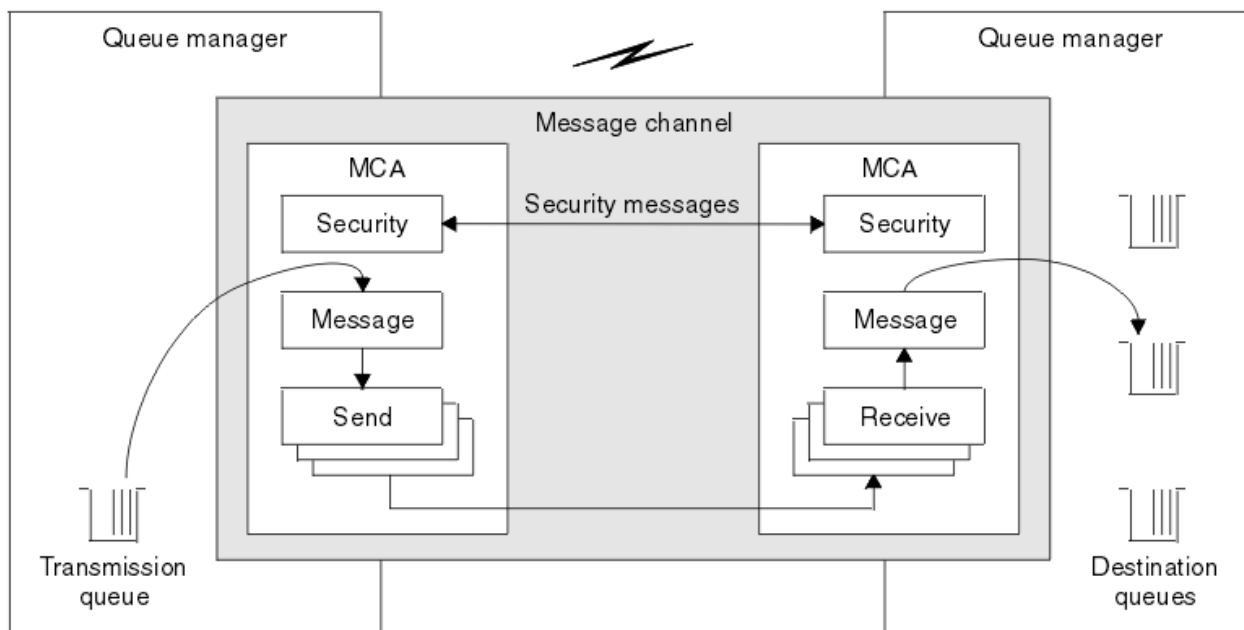 Queue manager
Queue manager
Message channel
MCA
MCA
Security
Security messages
Security
Message
Message
Send
Receive
Transmission
queue
Destination
queues